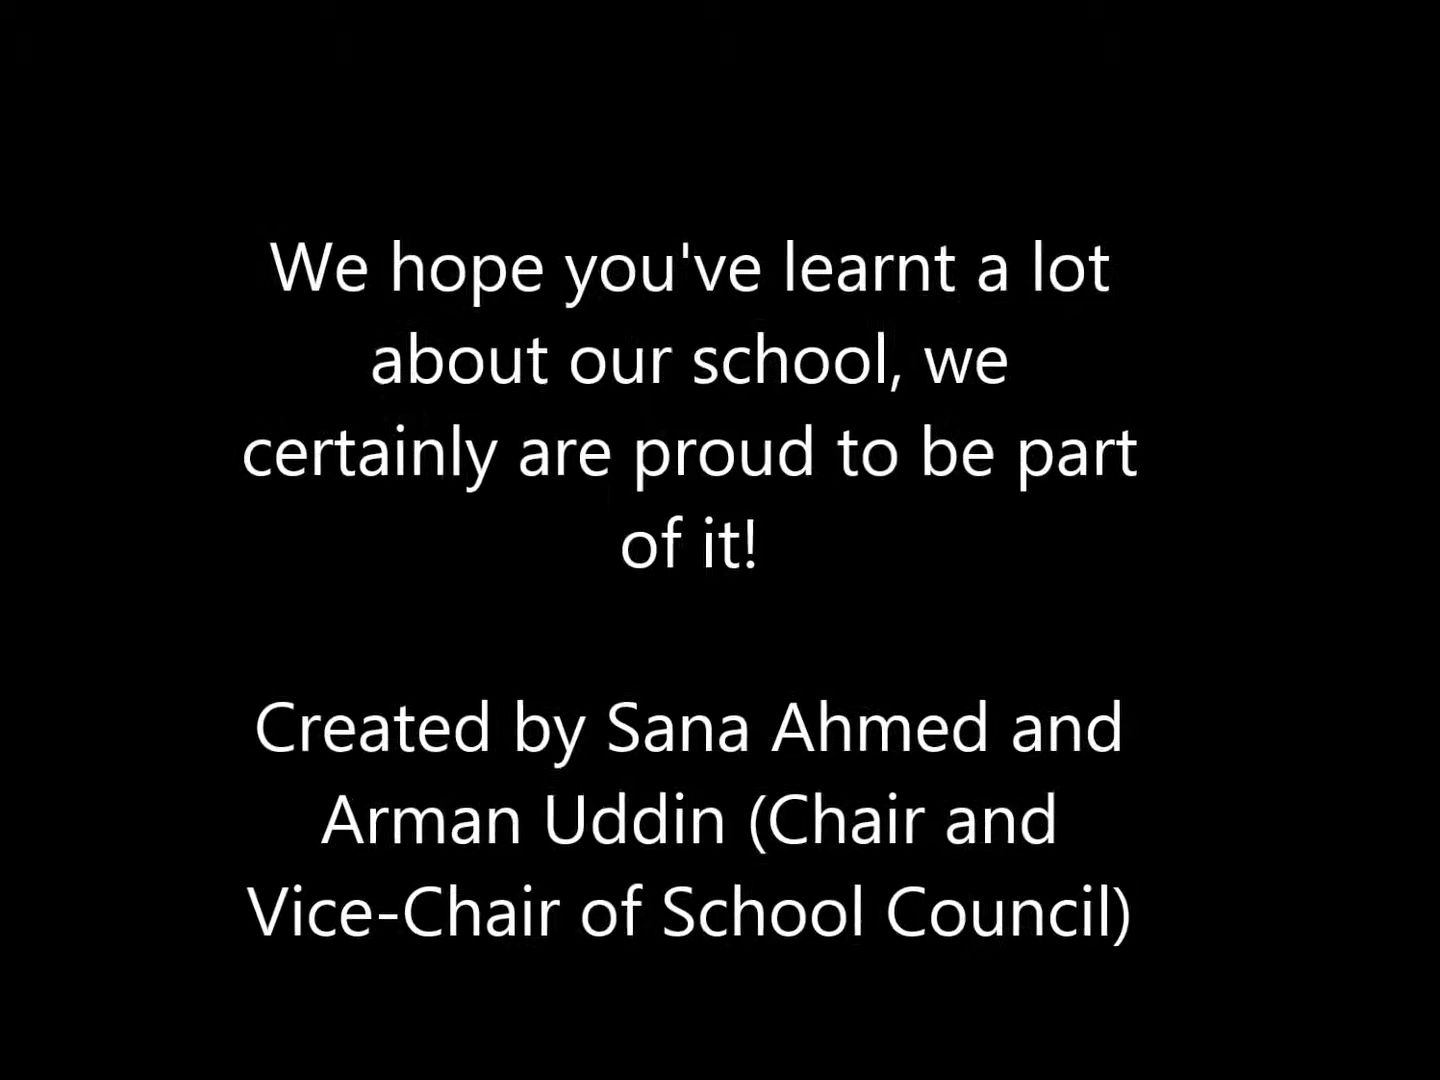 We hope you've learnt a lot
about our school, we
certainly are proud to be part
of it!
Created by Sana Ahmed and
Arman Uddin (Chair and
Vice-Chair of School Council)